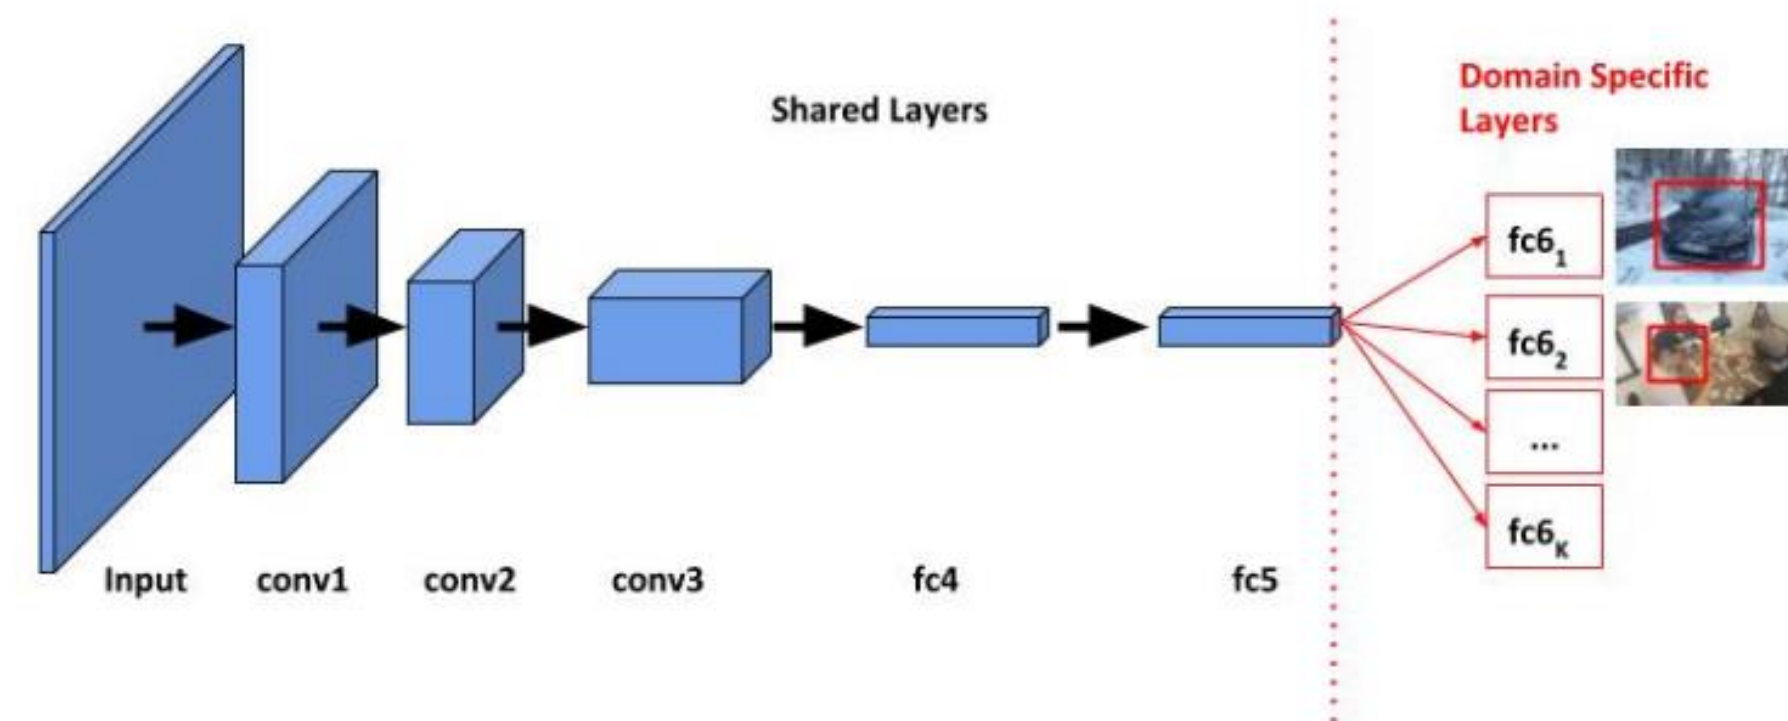 Shared Layers
Domain Specific
Layers
fc6₁
fc6₂
...
fc6ₖ
Input conv1 conv2 conv3 fc4 fc5